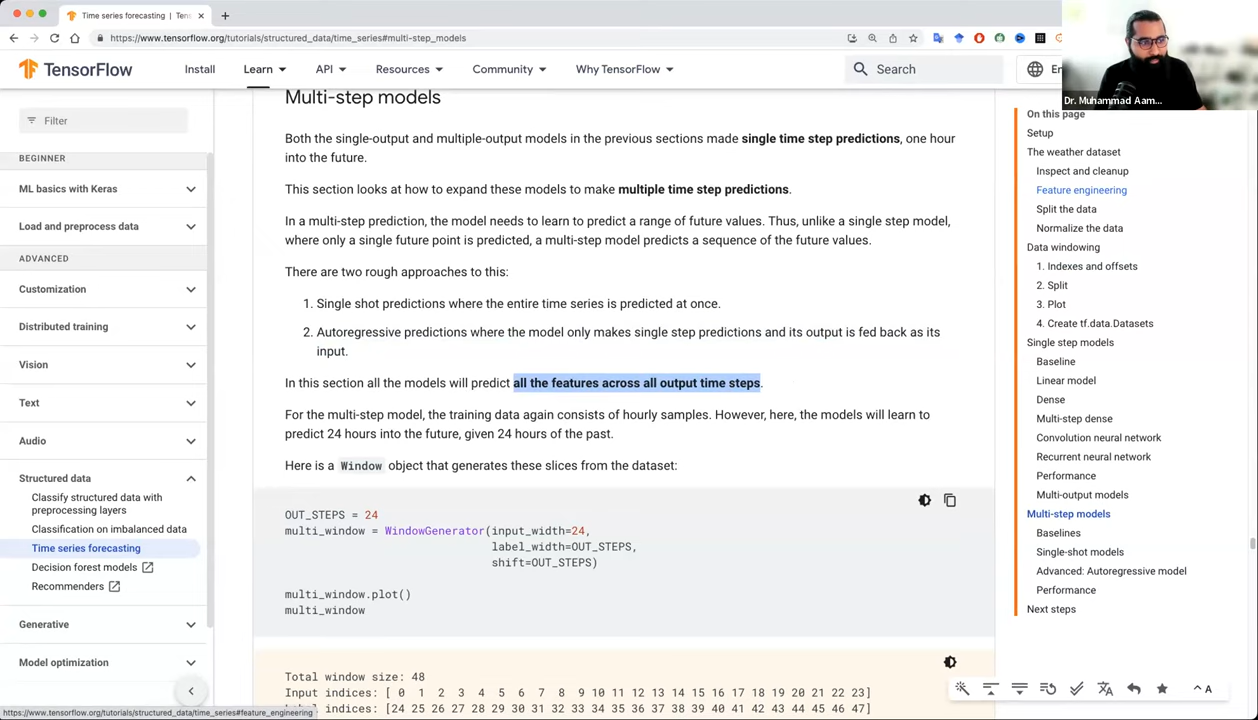 Time series forecasting | Tens
https://www.tensorflow.org/tutorials/structured_data/time_series#multi-step_models
TensorFlow
Install
Learn
API
Resources
Community
Why TensorFlow
Search
En
Dr. Muhammad Aam...
Filter
BEGINNER
ML basics with Keras
Load and preprocess data
ADVANCED
Customization
Distributed training
Vision
Text
Audio
Structured data
Classify structured data with
preprocessing layers
Classification on imbalanced data
Time series forecasting
Decision forest models
Recommenders
Generative
Model optimization
https://www.tensorflow.org/tutorials/structured_data/time_series#feature_engineering
Multi-step models
Both the single-output and multiple-output models in the previous sections made single time step predictions, one hour
into the future.
This section looks at how to expand these models to make multiple time step predictions.
In a multi-step prediction, the model needs to learn to predict a range of future values. Thus, unlike a single step model,
where only a single future point is predicted, a multi-step model predicts a sequence of the future values.
There are two rough approaches to this:
1. Single shot predictions where the entire time series is predicted at once.
2. Autoregressive predictions where the model only makes single step predictions and its output is fed back as its
input.
In this section all the models will predict all the features across all output time steps.
For the multi-step model, the training data again consists of hourly samples. However, here, the models will learn to
predict 24 hours into the future, given 24 hours of the past.
Here is a Window object that generates these slices from the dataset:
OUT_STEPS = 24
multi_window = WindowGenerator(input_width=24,
label_width=OUT_STEPS,
shift=OUT_STEPS)
multi_window.plot()
multi_window
Total window size: 48
Input indices: [ 0 1 2 3 4 5 6 7 8 9 10 11 12 13 14 15 16 17 18 19 20 21 22 23]
Label indices: [24 25 26 27 28 29 30 31 32 33 34 35 36 37 38 39 40 41 42 43 44 45 46 47]
On this page
Setup
The weather dataset
Inspect and cleanup
Feature engineering
Split the data
Normalize the data
Data windowing
1. Indexes and offsets
2. Split
3. Plot
4. Create tf.data.Datasets
Single step models
Baseline
Linear model
Dense
Multi-step dense
Convolution neural network
Recurrent neural network
Performance
Multi-output models
Multi-step models
Baselines
Single-shot models
Advanced: Autoregressive model
Performance
Next steps
A